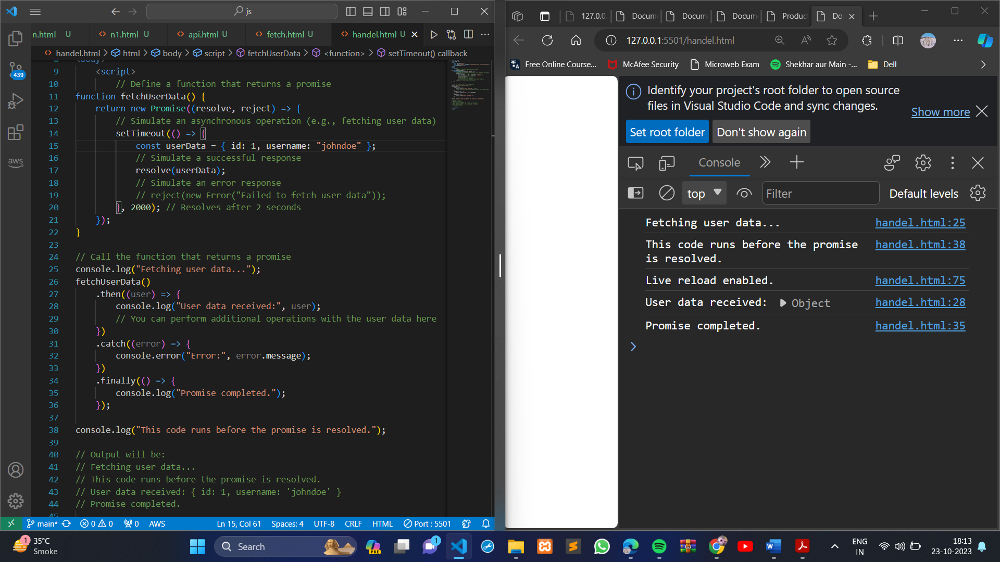 js
n.html U
n1.html U
api.html U
fetch.html U
handel.html U
handel.html > html > body > script > fetchUserData > <function> > setTimeout() callback
8 <body>
9 <script>
10 // Define a function that returns a promise
11 function fetchUserData() {
12 return new Promise((resolve, reject) => {
13 // Simulate an asynchronous operation (e.g., fetching user data)
14 setTimeout(() => {
15 const userData = { id: 1, username: "johndoe" };
16 // Simulate a successful response
17 resolve(userData);
18 // Simulate an error response
19 // reject(new Error("Failed to fetch user data"));
20 }, 2000); // Resolves after 2 seconds
21 });
22 }
23
24 // Call the function that returns a promise
25 console.log("Fetching user data...");
26 fetchUserData()
27 .then((user) => {
28 console.log("User data received:", user);
29 // You can perform additional operations with the user data here
30 })
31 .catch((error) => {
32 console.error("Error:", error.message);
33 })
34 .finally(() => {
35 console.log("Promise completed.");
36 });
37
38 console.log("This code runs before the promise is resolved.");
39
40 // Output will be:
41 // Fetching user data...
42 // This code runs before the promise is resolved.
43 // User data received: { id: 1, username: 'johndoe' }
44 // Promise completed.
45
439
aws
main* 0 0 0 AWS Ln 15, Col 61 Spaces: 4 UTF-8 CRLF HTML Port : 5501
127.0.0. Docum Docum Docum Produc Do
127.0.0.1:5501/handel.html
Free Online Course... McAfee Security Microweb Exam Shekhar aur Main -... Dell
Identify your project's root folder to open source
files in Visual Studio Code and sync changes.
Show more
Set root folder Don't show again
Console
top Filter Default levels
Fetching user data... handel.html:25
This code runs before the promise handel.html:38
is resolved.
Live reload enabled. handel.html:75
User data received: Object handel.html:28
Promise completed. handel.html:35
1 35°C
Smoke
Search
PRE
1
ENG
IN
18:13
23-10-2023